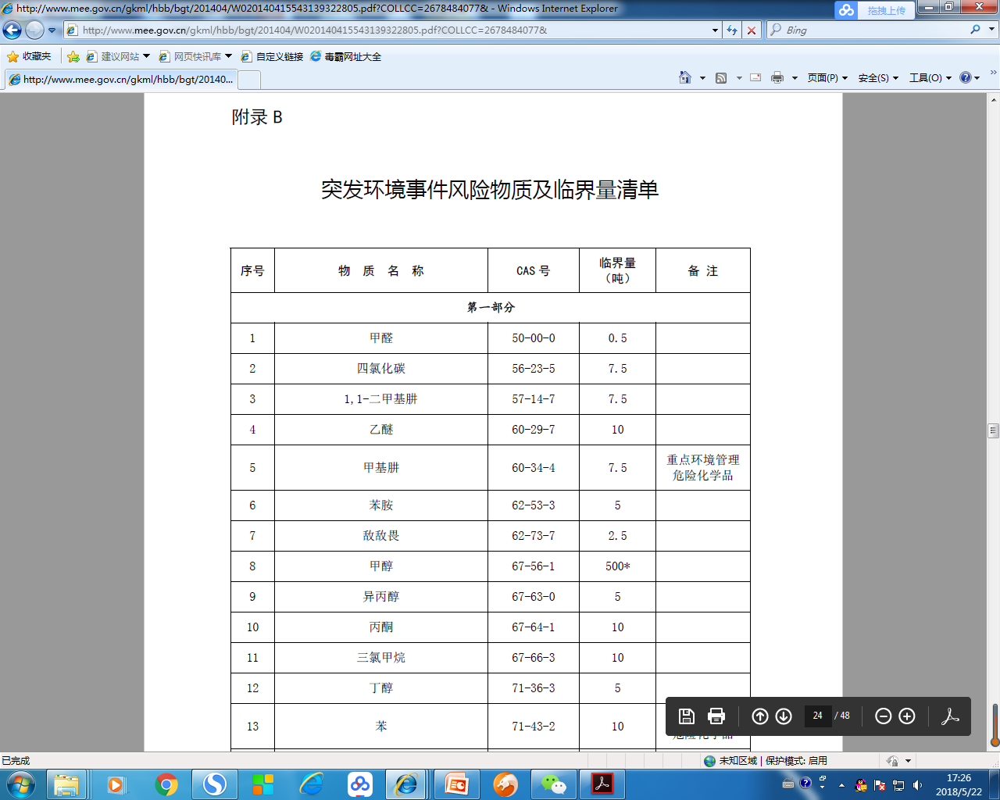 http://www.mee.gov.cn/gkml/hbb/bgt/201404/W020140415543139322805.pdf?COLLCC=2678484077& - Windows Internet Explorer
拖拽上传
http://www.mee.gov.cn/gkml/hbb/bgt/201404/W020140415543139322805.pdf?COLLCC=2678484077&
Bing
收藏夹
建议网站
网页快讯库
自定义链接
毒霸网址大全
http://www.mee.gov.cn/gkml/hbb/bgt/20140...
页面(P)
安全(S)
工具(O)
附录 B
突发环境事件风险物质及临界量清单
序号 物 质 名 称 CAS 号 临界量（吨） 备 注
第一部分
1 甲醛 50-00-0 0.5
2 四氯化碳 56-23-5 7.5
3 1,1-二甲基肼 57-14-7 7.5
4 乙醚 60-29-7 10
5 甲基肼 60-34-4 7.5 重点环境管理危险化学品
6 苯胺 62-53-3 5
7 敌敌畏 62-73-7 2.5
8 甲醇 67-56-1 500*
9 异丙醇 67-63-0 5
10 丙酮 67-64-1 10
11 三氯甲烷 67-66-3 10
12 丁醇 71-36-3 5
13 苯 71-43-2 10
24 / 48
已完成
未知区域 | 保护模式: 启用
17:26
2018/5/22